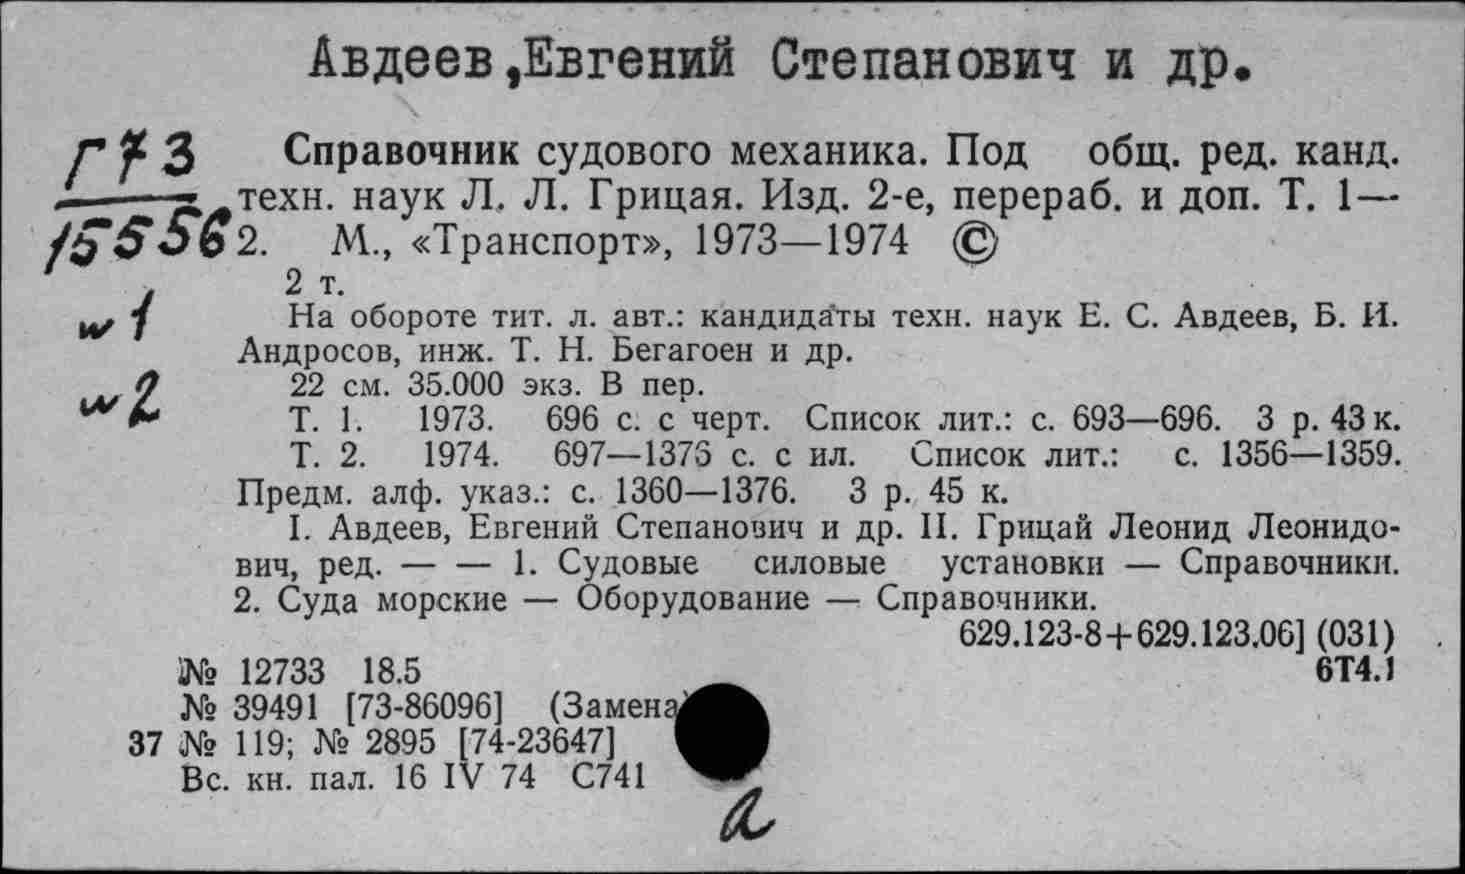 Авдеев,Евгений Степанович и др.
Г73
15556
w 1
w 2
Справочник судового механика. Под общ. ред. канд.
техн. наук Л. Л. Грицая. Изд. 2-е, перераб. и доп. Т. 1—
2. М., «Транспорт», 1973—1974 ©
2 т.
На обороте тит. л. авт.: кандидаты техн. наук Е. С. Авдеев, Б. И.
Андросов, инж. Т. Н. Бегагоен и др.
22 см. 35.000 экз. В пер.
Т. 1. 1973. 696 с. с черт. Список лит.: с. 693—696. 3 р. 43 к.
Т. 2. 1974. 697—1376 с. с ил. Список лит.: с. 1356—1359.
Предм. алф. указ.: с. 1360—1376. 3 р. 45 к.
I. Авдеев, Евгений Степанович и др. II. Грицай Леонид Леонидо-
вич, ред. — — 1. Судовые силовые установки — Справочники.
2. Суда морские — Оборудование — Справочники.
629.123-8+629.123.06] (031)
6Т4.1
№ 12733 18.5
№ 39491 [73-86096] (Замена
37 № 119; № 2895 [74-23647]
Вс. кн. пал. 16 IV 74 С741
а